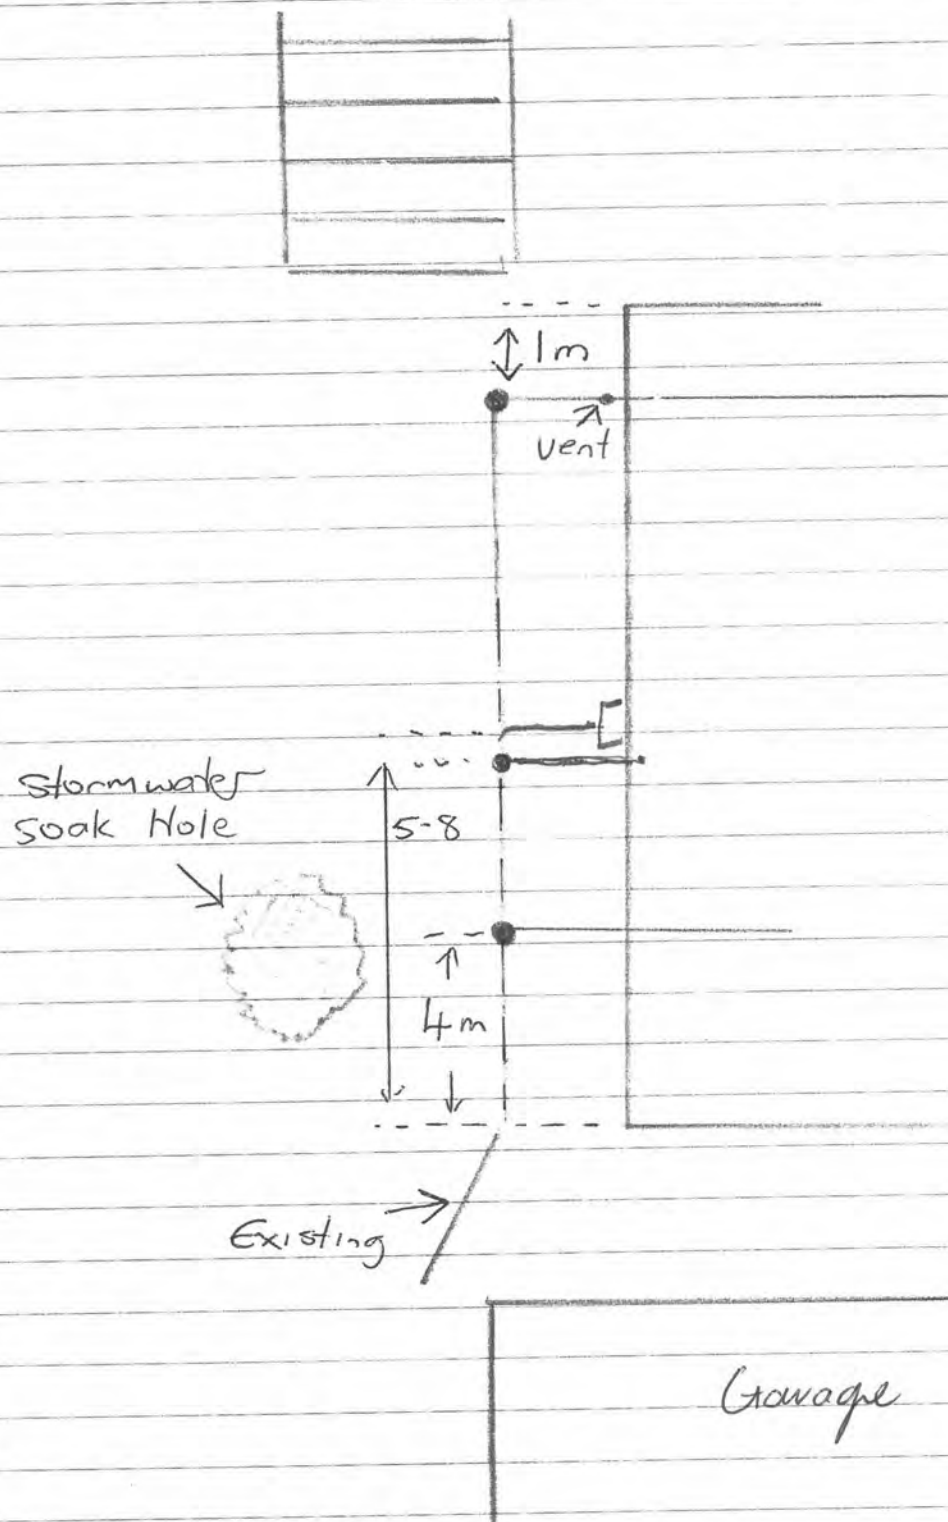 1m
vent
Stormwater
Soak Hole
5-8
4m
Existing
Garage